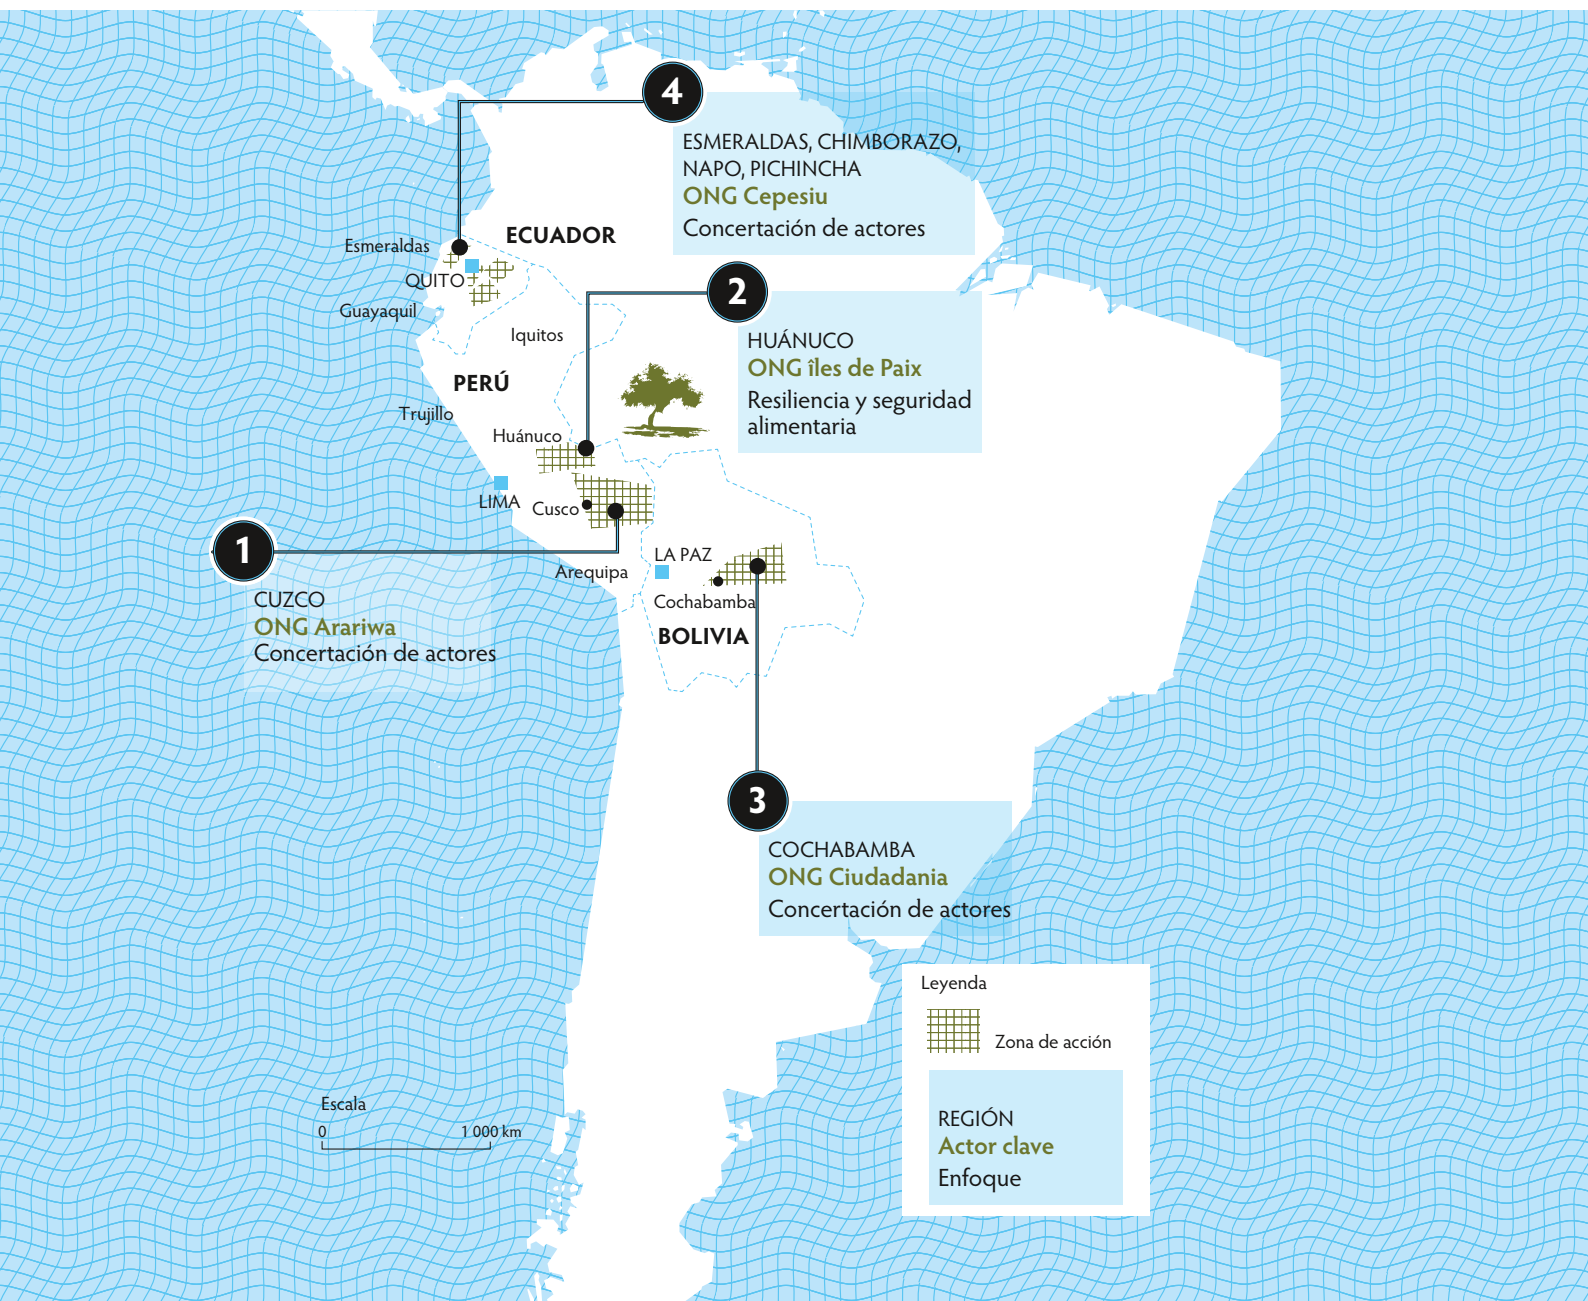 4
ESMERALDAS, CHIMBORAZO,
NAPO, PICHINCHA
ONG Cepesiu
Concertación de actores
ECUADOR
Esmeraldas
QUITO
Guayaquil
Iquitos
2
HUÁNUCO
ONG îles de Paix
Resiliencia y seguridad
alimentaria
PERÚ
Trujillo
Huánuco
LIMA
Cusco
1
CUZCO
ONG Arariwa
Concertación de actores
Arequipa
LA PAZ
Cochabamba
BOLIVIA
3
COCHABAMBA
ONG Ciudadania
Concertación de actores
Leyenda
Zona de acción
REGIÓN
Actor clave
Enfoque
Escala
0 1 000 km